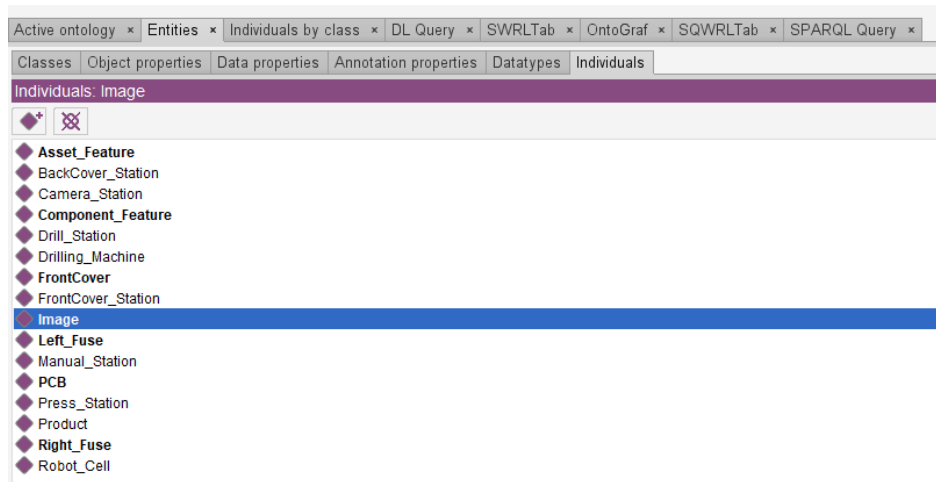 Active ontology × Entities × Individuals by class × DL Query × SWRLTab × OntoGraf × SQWRLTab × SPARQL Query ×
Classes Object properties Data properties Annotation properties Datatypes Individuals
Individuals: Image
Asset_Feature
BackCover_Station
Camera_Station
Component_Feature
Drill_Station
Drilling_Machine
FrontCover
FrontCover_Station
Image
Left_Fuse
Manual_Station
PCB
Press_Station
Product
Right_Fuse
Robot_Cell